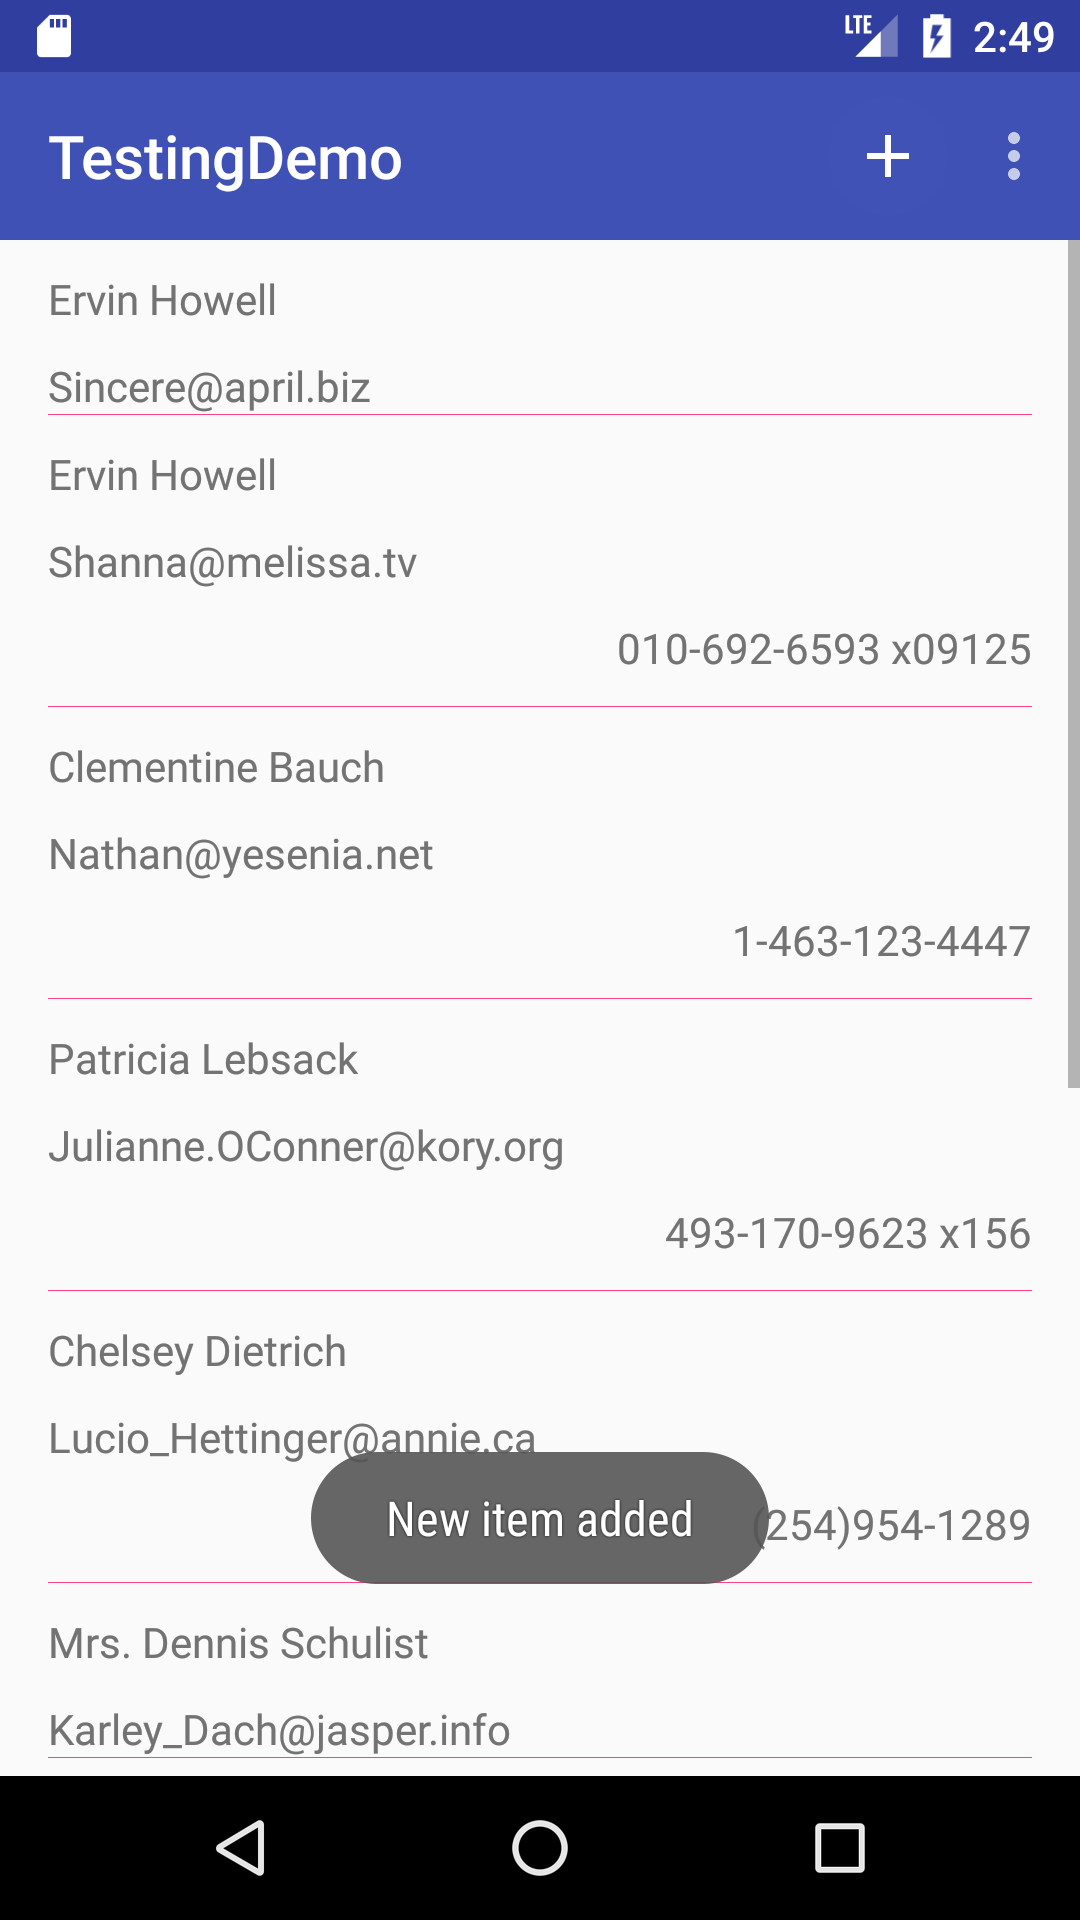 LTE 2:49
TestingDemo
Ervin Howell
Sincere@april.biz
Ervin Howell
Shanna@melissa.tv
010-692-6593 x09125
Clementine Bauch
Nathan@yesenia.net
1-463-123-4447
Patricia Lebsack
Julianne.OConner@kory.org
493-170-9623 x156
Chelsey Dietrich
Lucio_Hettinger@annie.ca
New item added
(254)954-1289
Mrs. Dennis Schulist
Karley_Dach@jasper.info